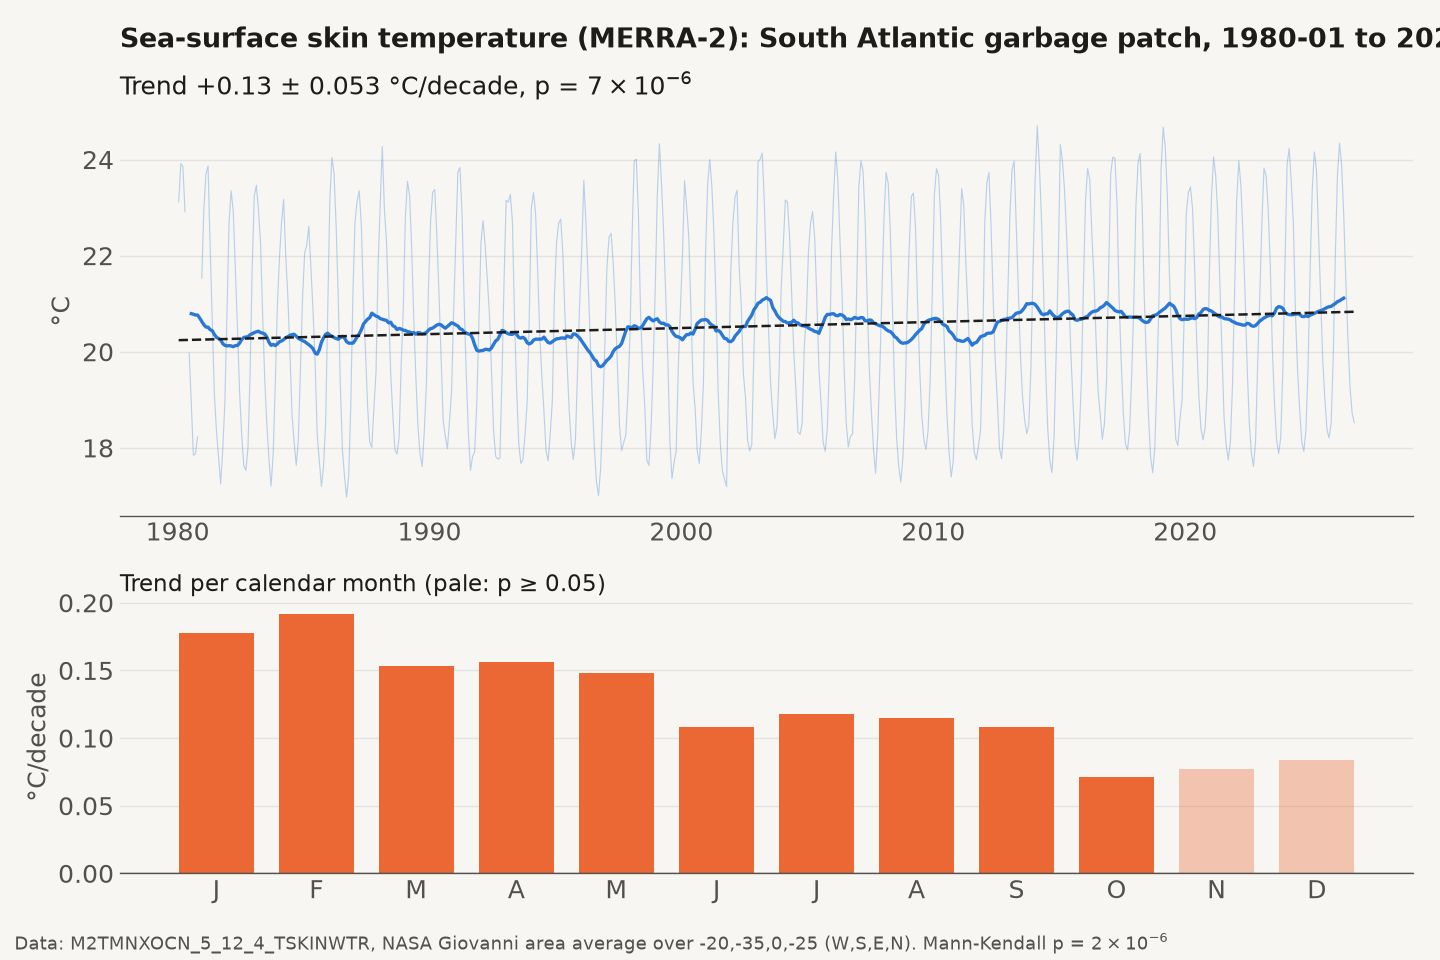 Sea-surface skin temperature (MERRA-2): South Atlantic garbage patch, 1980-01 to 202
Trend +0.13 ± 0.053 °C/decade, p = 7 × 10⁻⁶
°C
24
22
20
18
1980 1990 2000 2010 2020
Trend per calendar month (pale: p ≥ 0.05)
°C/decade
0.20
0.15
0.10
0.05
0.00
J F M A M J J A S O N D
Data: M2TMNXOCN_5_12_4_TSKINWTR, NASA Giovanni area average over -20,-35,0,-25 (W,S,E,N). Mann-Kendall p = 2 × 10⁻⁶